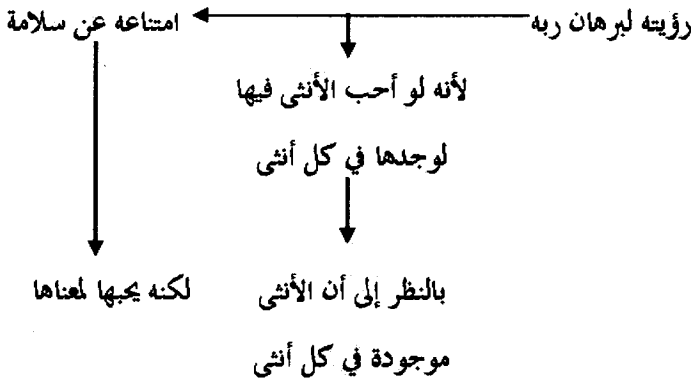 رؤيته لبرهان ربه
امتناعه عن سلامة
لأنه لو أحب الأنثى فيها
لوجدها في كل أنثى
بالنظر إلى أن الأنثى
موجودة في كل أنثى
لكنه يحبها لمعناها